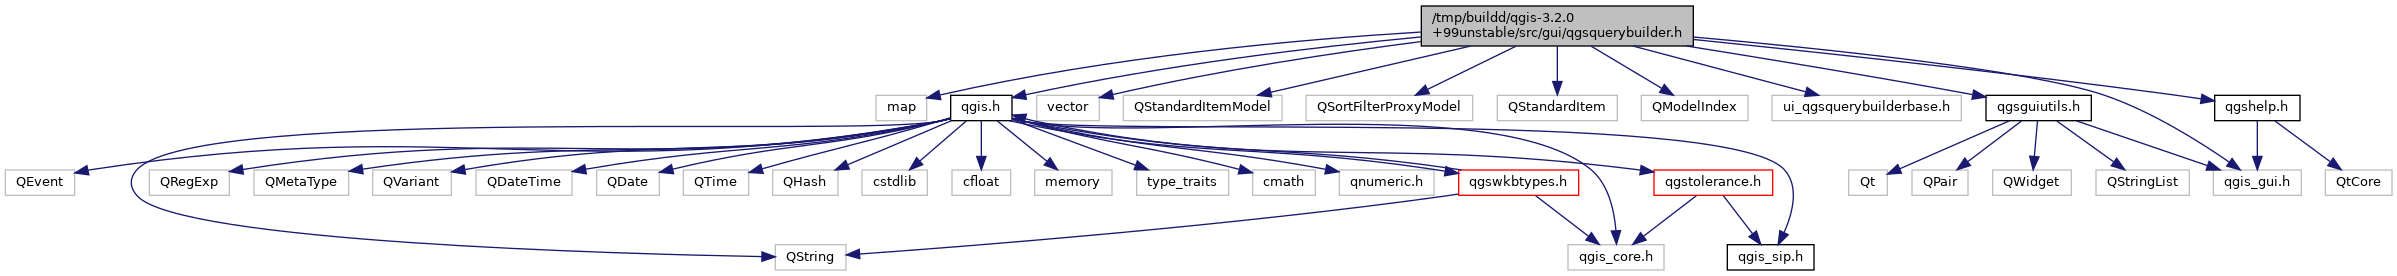 /tmp/buildd/qgis-3.2.0
+99unstable/src/gui/qgsquerybuilder.h
map
qgis.h
vector
QStandardItemModel
QSortFilterProxyModel
QStandardItem
QModelIndex
ui_qgsquerybuilderbase.h
qgsguiutils.h
qgshelp.h
QEvent
QRegExp
QMetaType
QVariant
QDateTime
QDate
QTime
QHash
cstdlib
cfloat
memory
type_traits
cmath
qnumeric.h
qgswkbtypes.h
qgstolerance.h
Qt
QPair
QWidget
QStringList
qgis_gui.h
QtCore
QString
qgis_core.h
qgis_sip.h